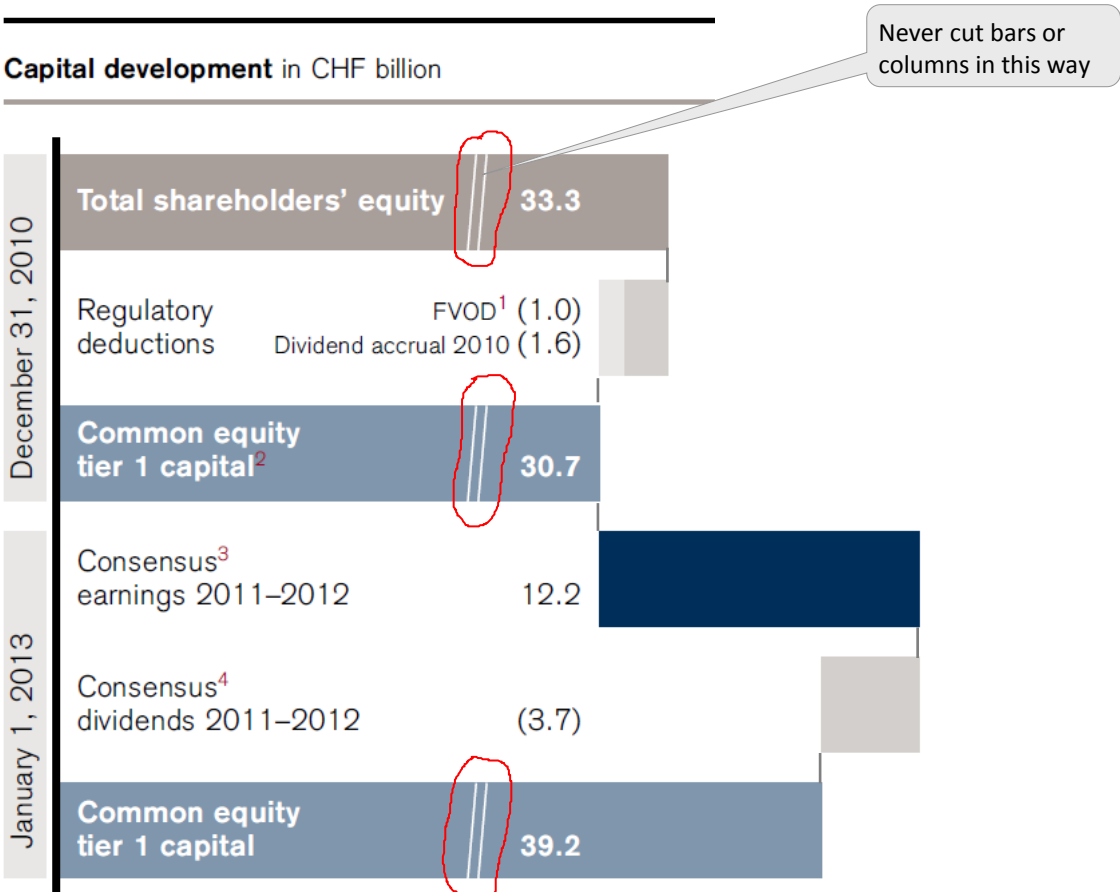 Never cut bars or
columns in this way
Capital development in CHF billion
December 31, 2010
Total shareholders’ equity 33.3
Regulatory FVOD¹ (1.0)
deductions Dividend accrual 2010 (1.6)
Common equity
tier 1 capital² 30.7
January 1, 2013
Consensus³
earnings 2011–2012 12.2
Consensus⁴
dividends 2011–2012 (3.7)
Common equity
tier 1 capital 39.2